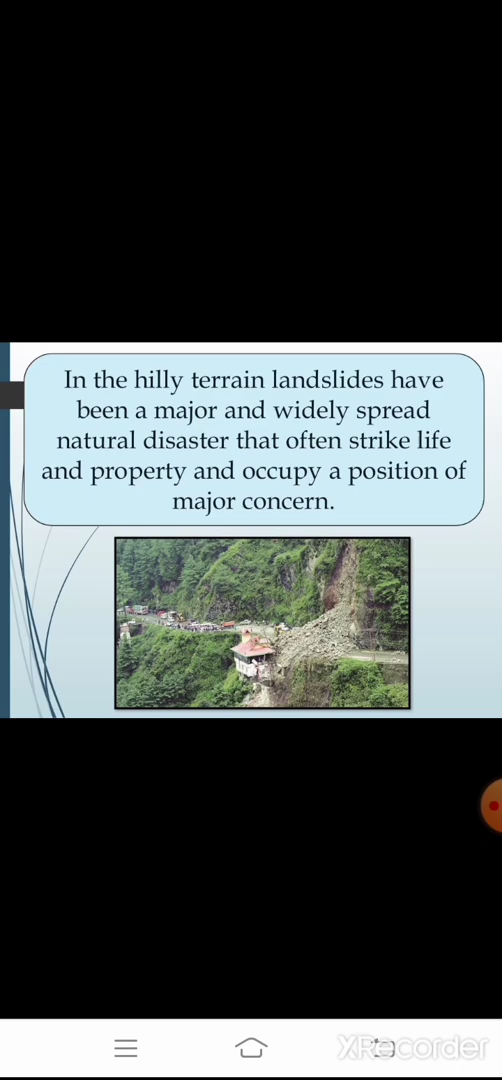 In the hilly terrain landslides have
been a major and widely spread
natural disaster that often strike life
and property and occupy a position of
major concern.
XRecorder